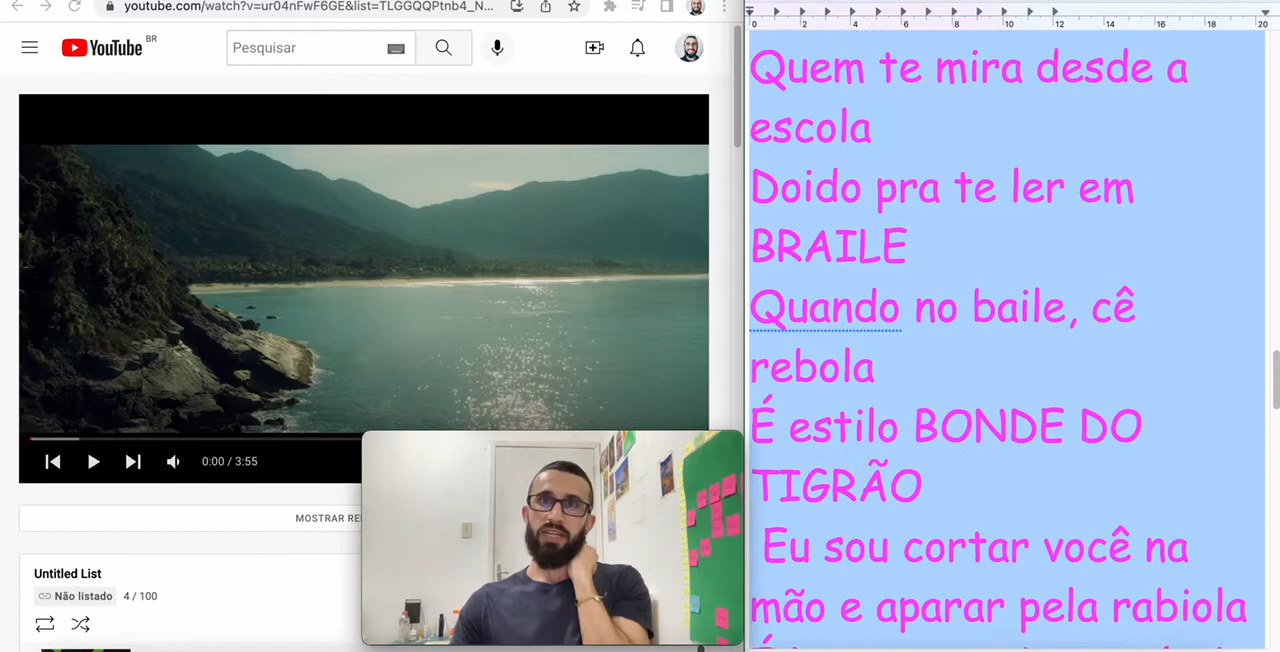 youtube.com/watch?v=ur04nFwF6GE&list=TLGGQQPtnb4_N...
YouTube BR
Pesquisar
0:00 / 3:55
MOSTRAR RE
Untitled List
Não listado 4 / 100
0 2 4 6 8 10 12 14 16 18 20
Quem te mira desde a
escola
Doido pra te ler em
BRAILE
Quando no baile, cê
rebola
É estilo BONDE DO
TIGRÃO
Eu sou cortar você na
mão e aparar pela rabiola